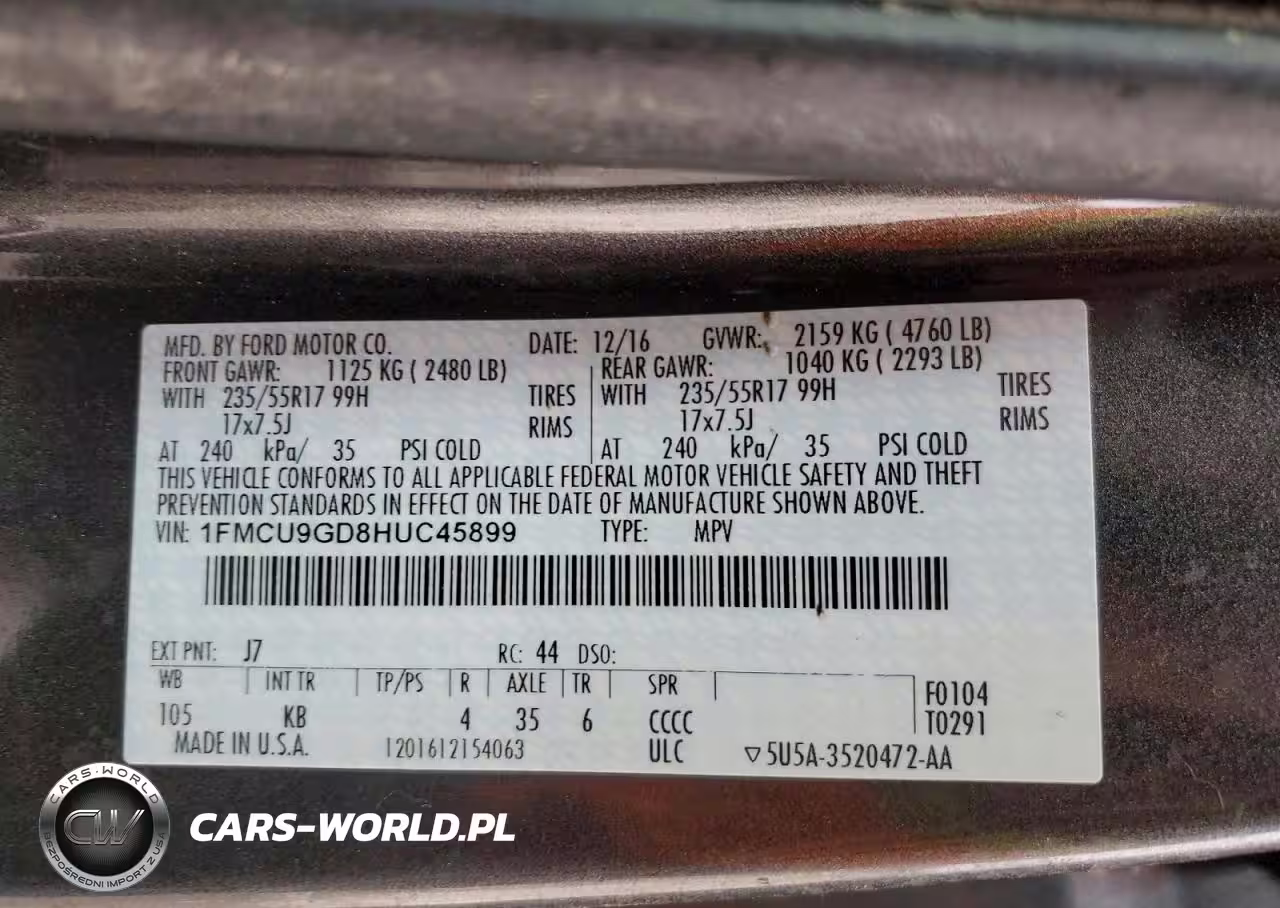 MFD. BY FORD MOTOR CO. DATE: 12/16 GVWR: 2159 KG ( 4760 LB)
FRONT GAWR: 1125 KG ( 2480 LB) REAR GAWR: 1040 KG ( 2293 LB)
WITH 235/55R17 99H TIRES WITH 235/55R17 99H TIRES
17x7.5J RIMS 17x7.5J RIMS
AT 240 kPa/ 35 PSI COLD AT 240 kPa/ 35 PSI COLD
THIS VEHICLE CONFORMS TO ALL APPLICABLE FEDERAL MOTOR VEHICLE SAFETY AND THEFT
PREVENTION STANDARDS IN EFFECT ON THE DATE OF MANUFACTURE SHOWN ABOVE.
VIN: 1FMCU9GD8HUC45899 TYPE: MPV
EXT PNT: J7 RC: 44 DSO:
WB INT TR TP/PS R AXLE TR SPR F0104
105 KB 4 35 6 CCCC T0291
MADE IN U.S.A. 1201612154063 ULC ▽5U5A-3520472-AA
CARS-WORLD
CW
BEZPOŚREDNI IMPORT Z USA
CARS-WORLD.PL